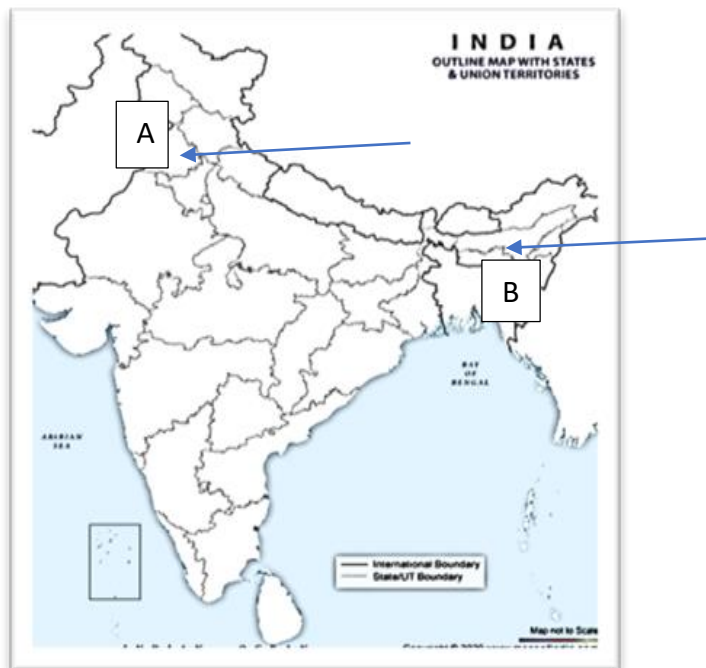 INDIA
OUTLINE MAP WITH STATES
& UNION TERRITORIES
A
B
BAY
OF
BENGAL
ARABIAN
SEA
International Boundary
State/UT Boundary
Map not to Scale